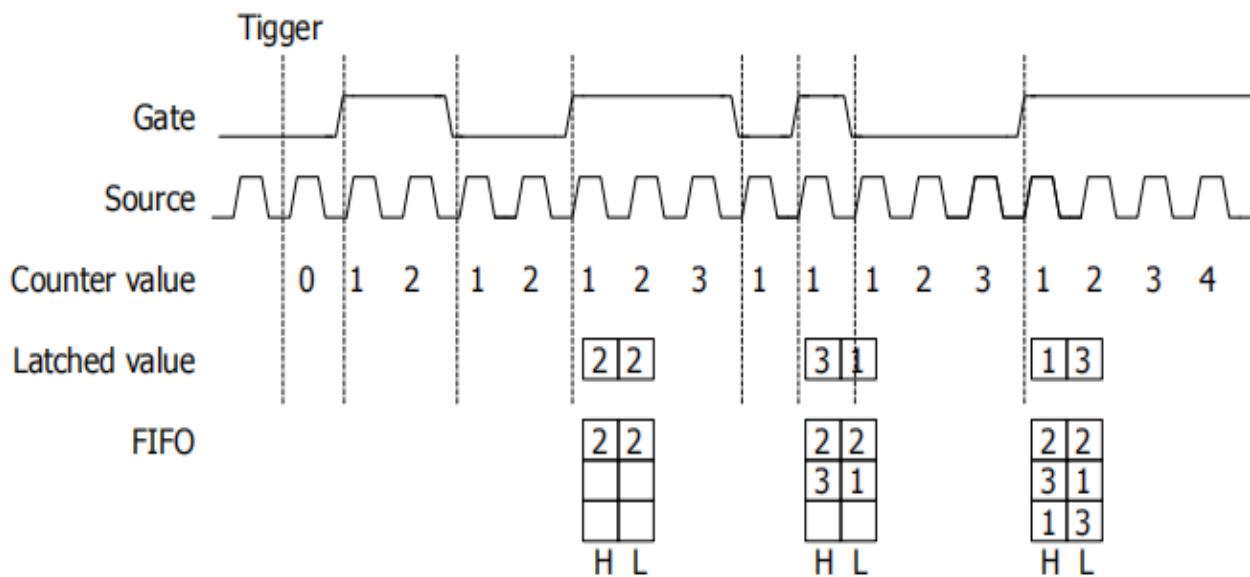 Tigger
Gate
Source
Counter value 0 1 2 1 2 1 2 3 1 1 1 2 3 1 2 3 4
Latched value 2 2 3 1 1 3
FIFO 2 2 2 2 2 2
3 1 3 1
1 3
H L H L H L